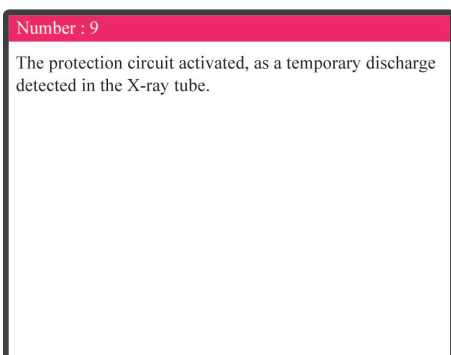 Number : 9
The protection circuit activated, as a temporary discharge
detected in the X-ray tube.